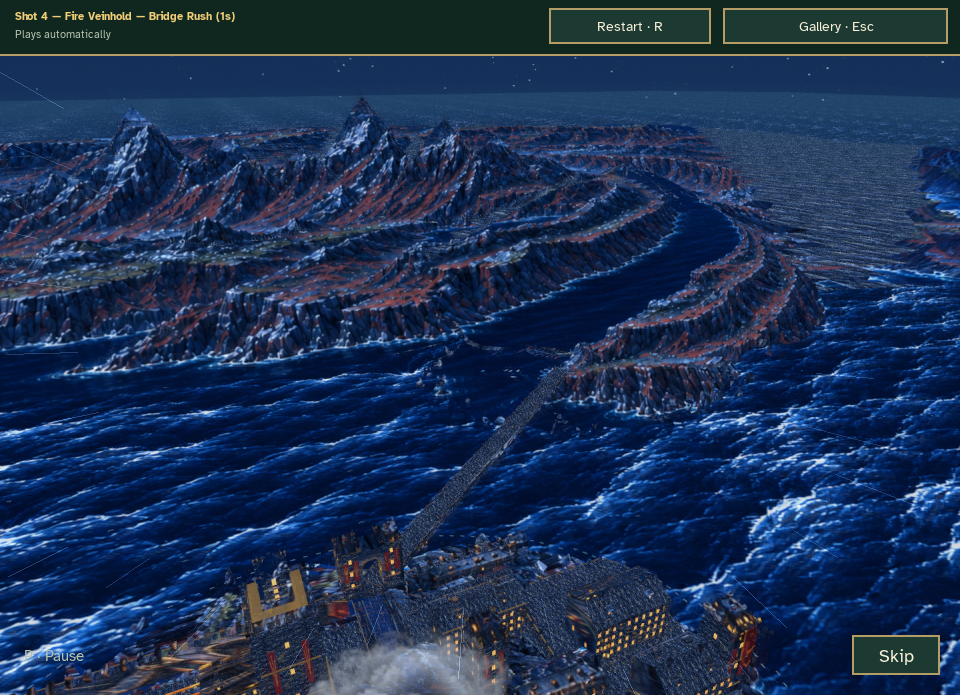 Shot 4 — Fire Veinhold — Bridge Rush (1s)
Plays automatically
Restart · R
Gallery · Esc
P · Pause
Skip